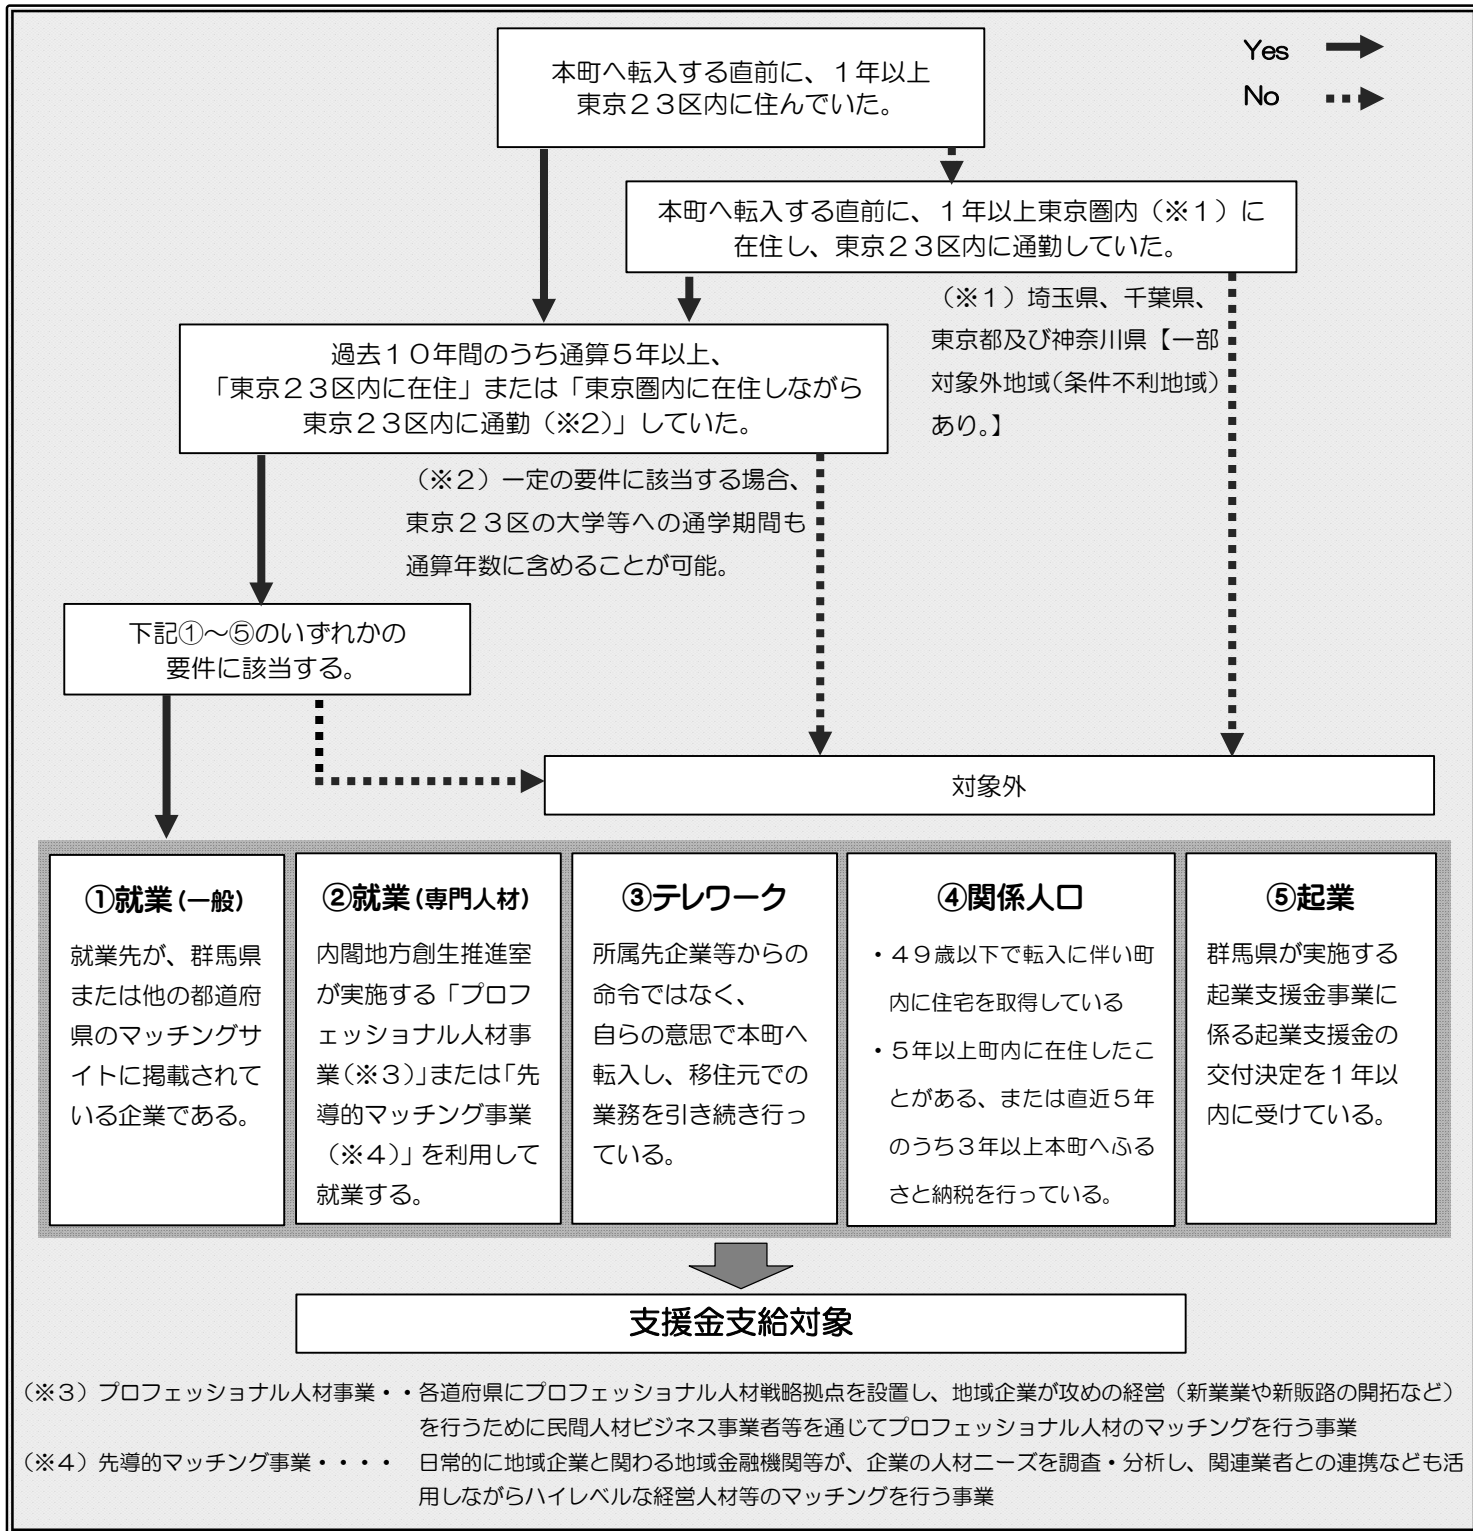 Yes
No
本町へ転入する直前に、１年以上
東京２３区内に住んでいた。
本町へ転入する直前に、１年以上東京圏内（※１）に
在住し、東京２３区内に通勤していた。
（※１）埼玉県、千葉県、
東京都及び神奈川県【一部
対象外地域（条件不利地域）
あり。】
過去１０年間のうち通算５年以上、
「東京２３区内に在住」または「東京圏内に在住しながら
東京２３区内に通勤（※2）」していた。
（※２）一定の要件に該当する場合、
東京２３区の大学等への通学期間も
通算年数に含めることが可能。
下記①～⑤のいずれかの
要件に該当する。
対象外
①就業（一般）
就業先が、群馬県
または他の都道府
県のマッチングサ
イトに掲載されて
いる企業である。
②就業（専門人材）
内閣地方創生推進室
が実施する「プロフ
ェッショナル人材事
業（※３）」または「先
導的マッチング事業
（※４）」を利用して
就業する。
③テレワーク
所属先企業等からの
命令ではなく、
自らの意思で本町へ
転入し、移住元での
業務を引き続き行っ
ている。
④関係人口
・４９歳以下で転入に伴い町
内に住宅を取得している
・５年以上町内に在住したこ
とがある、または直近５年
のうち３年以上本町へふる
さと納税を行っている。
⑤起業
群馬県が実施する
起業支援金事業に
係る起業支援金の
交付決定を１年以
内に受けている。
支援金支給対象
（※３）プロフェッショナル人材事業・・各道府県にプロフェッショナル人材戦略拠点を設置し、地域企業が攻めの経営（新業業や新販路の開拓など）
を行うために民間人材ビジネス事業者等を通じてプロフェッショナル人材のマッチングを行う事業
（※４）先導的マッチング事業・・・・　日常的に地域企業と関わる地域金融機関等が、企業の人材ニーズを調査・分析し、関連業者との連携なども活
用しながらハイレベルな経営人材等のマッチングを行う事業